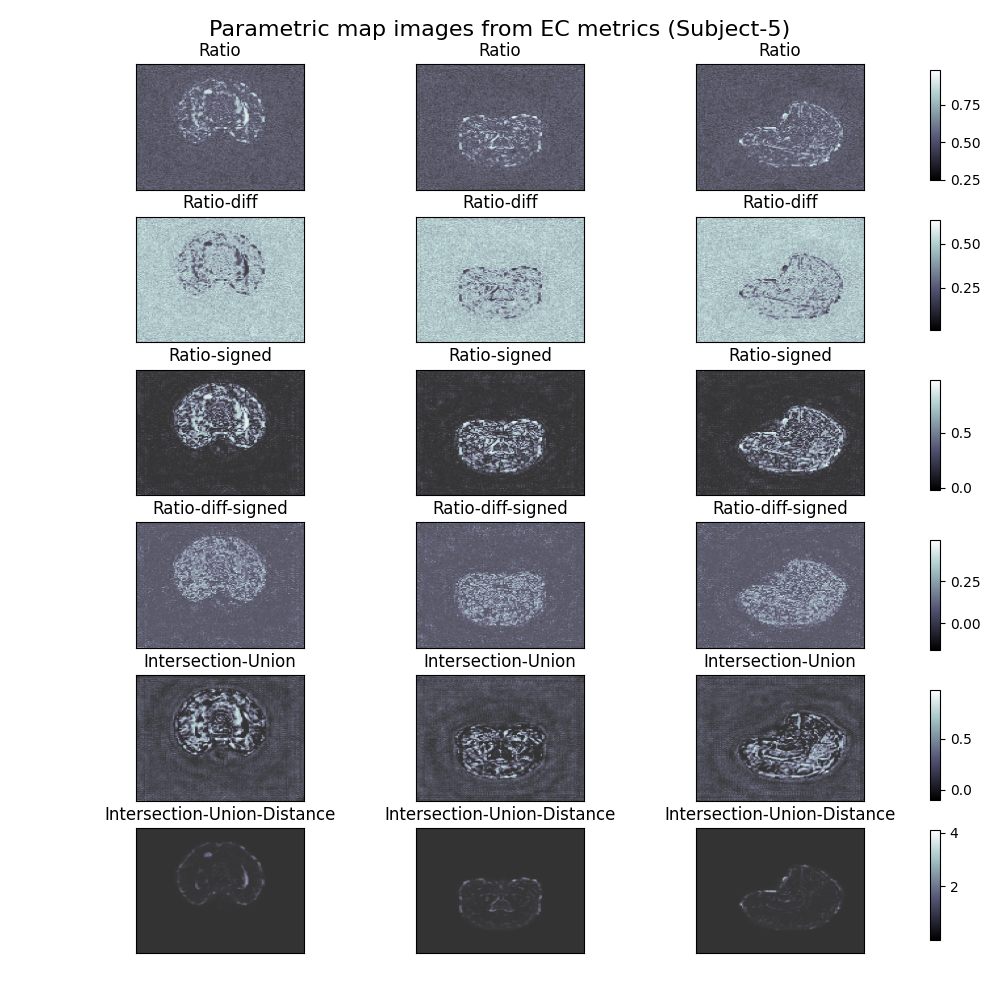 Parametric map images from EC metrics (Subject-5)
Ratio Ratio Ratio
0.75
0.50
0.25
Ratio-diff Ratio-diff Ratio-diff
0.50
0.25
Ratio-signed Ratio-signed Ratio-signed
0.5
0.0
Ratio-diff-signed Ratio-diff-signed Ratio-diff-signed
0.25
0.00
Intersection-Union Intersection-Union Intersection-Union
0.5
0.0
Intersection-Union-Distance Intersection-Union-Distance Intersection-Union-Distance
4
2